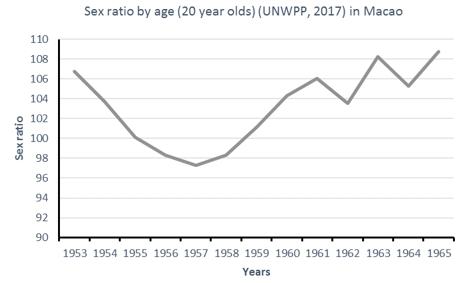 Sex ratio by age (20 year olds) (UNWPP, 2017) in Macao
110
108
106
104
102
100
98
96
94
92
90
Sex ratio
1953 1954 1955 1956 1957 1958 1959 1960 1961 1962 1963 1964 1965
Years